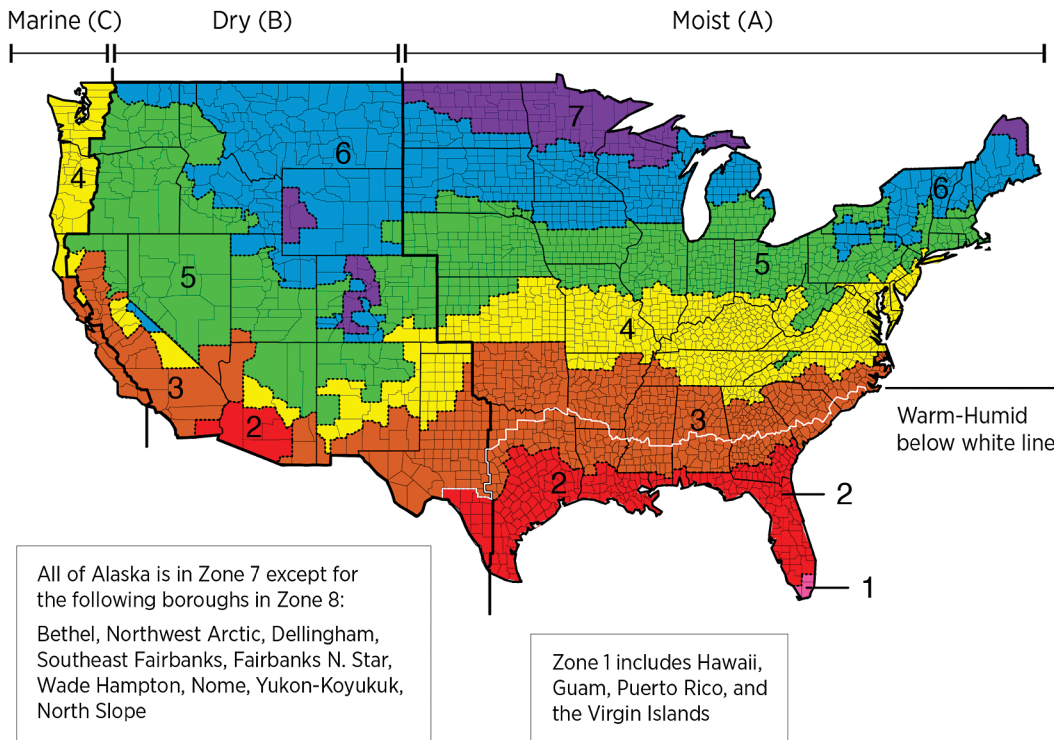 Marine (C)
Dry (B)
Moist (A)
7
6
4
6
5
5
4
3
3
2
Warm-Humid
below white line
2
2
1
All of Alaska is in Zone 7 except for
the following boroughs in Zone 8:
Bethel, Northwest Arctic, Dellingham,
Southeast Fairbanks, Fairbanks N. Star,
Wade Hampton, Nome, Yukon-Koyukuk,
North Slope
Zone 1 includes Hawaii,
Guam, Puerto Rico, and
the Virgin Islands